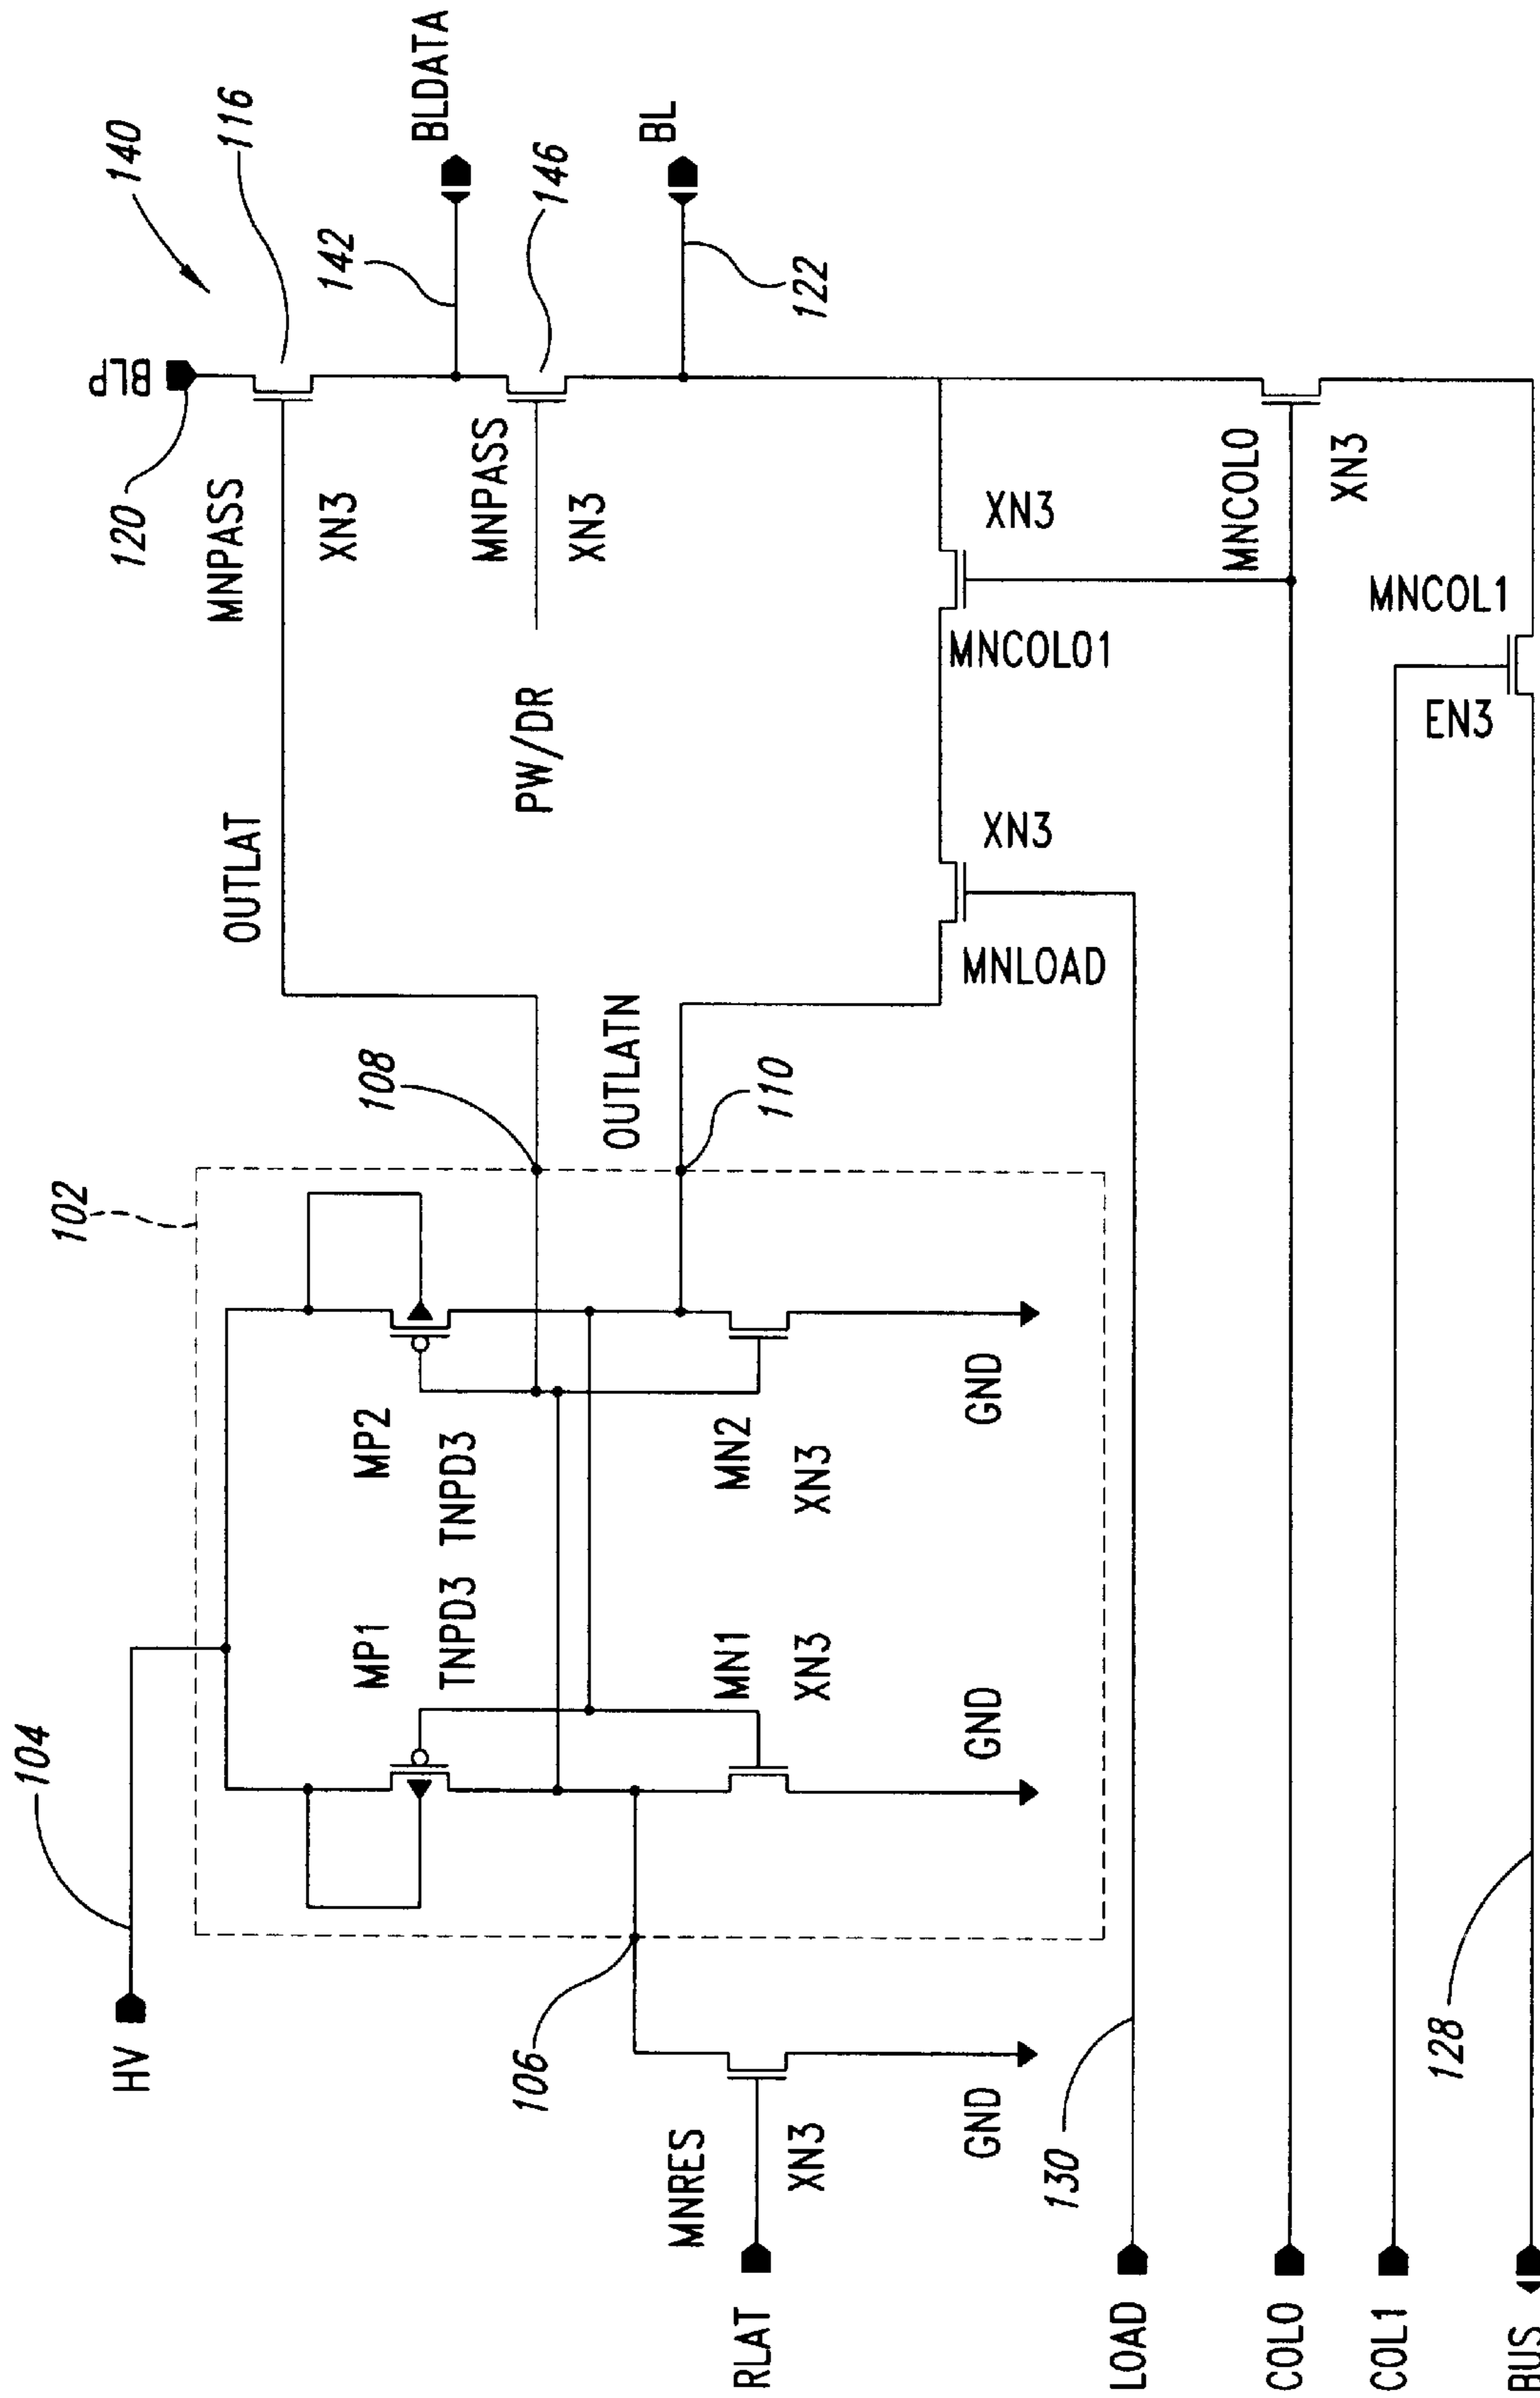 140
116
BLP
120
BLDATA
142
MNPASS
XN3
146
BL
MNPASS
XN3
122
OUTLAT
PW/DR
XN3
MNCOL01
MNCOL0
XN3
MNCOL1
EN3
XN3
MNLOAD
OUTLATN
108
110
102
MP2
TNPD3
MN2
XN3
GND
104
MP1
TNPD3
MN1
XN3
GND
HV
106
MNRES
XN3
GND
130
128
RLAT
LOAD
COL0
COL1
BUS